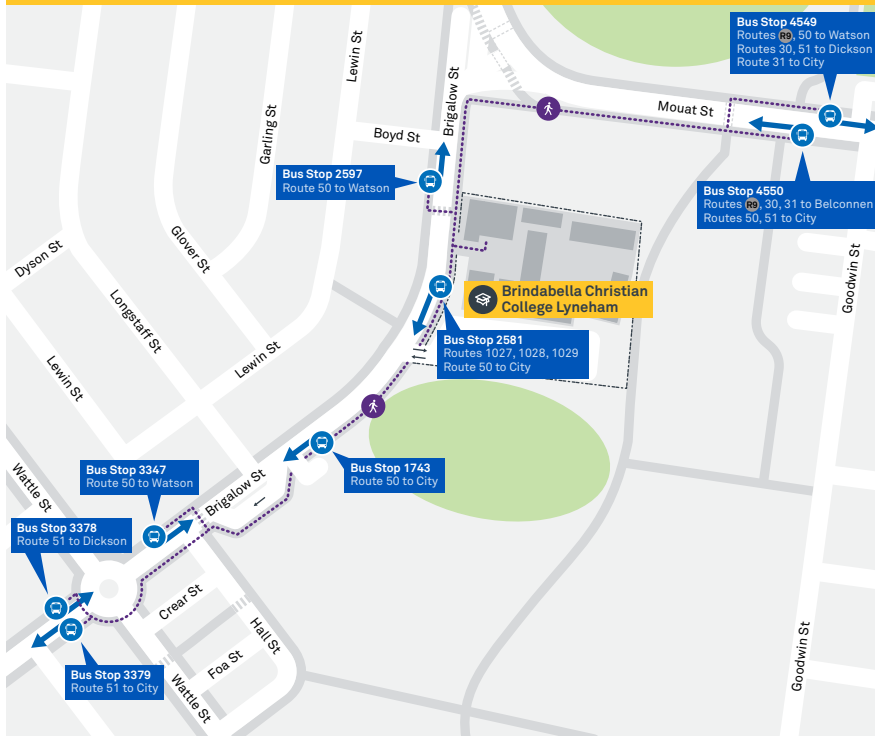 Bus Stop 4549
Routes R9, 50 to Watson
Routes 30, 51 to Dickson
Route 31 to City
Lewin St
Brigalow St
Garling St
Boyd St
Mouat St
Bus Stop 2597
Route 50 to Watson
Bus Stop 4550
Routes R9, 30, 31 to Belconnen
Routes 50, 51 to City
Dyson St
Glover St
Goodwin St
Longstaff St
Brindabella Christian
College Lyneham
Lewin St
Lewin St
Bus Stop 2581
Routes 1027, 1028, 1029
Route 50 to City
Wattle St
Bus Stop 3347
Route 50 to Watson
Brigalow St
Bus Stop 1743
Route 50 to City
Bus Stop 3378
Route 51 to Dickson
Crear St
Hall St
Foa St
Goodwin St
Bus Stop 3379
Route 51 to City
Wattle St